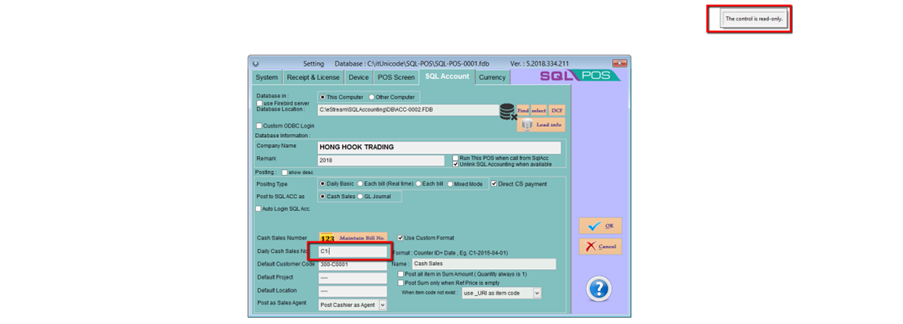 The control is read-only.
Setting Database : C:\rtUnicode\SQL-POS\SQL-POS-0001.fdb Ver. : 5.2018.334.211
System Receipt & License Device POS Screen SQL Account Currency SQL POS
Database in : This Computer Other Computer
use Firebird server
Database Location : C:\eStream\SQLAccounting\DB\ACC-0002.FDB Find select DCF
Custom ODBC Login Load info
Database Information :
Company Name HONG HOOK TRADING
Remark 2018 Run This POS when call from SqlAcc
Unlink SQL Accounting when available
Posting : show desc
Positng Type Daily Basic Each bill (Real time) Each bill Mixed Mode Direct CS payment
Post to SQL ACC as Cash Sales GL Journal
Auto Login SQL Acc.
Cash Sales Number 123 Maintain Bill No. Use Custom Format
Daily Cash Sales No C1 Format : Counter ID+ Date , Eg. C1-2015-04-01)
Default Customer Code 300-C0001 Name : Cash Sales
Default Project ---- Post all item in Sum Amount ( Quantity always is 1)
Post Sum only when Ref.Price is empty
Default Location ---- When item code not exist : use _URI as item code
Post as Sales Agent Post Cashier as Agent
OK
Cancel
?